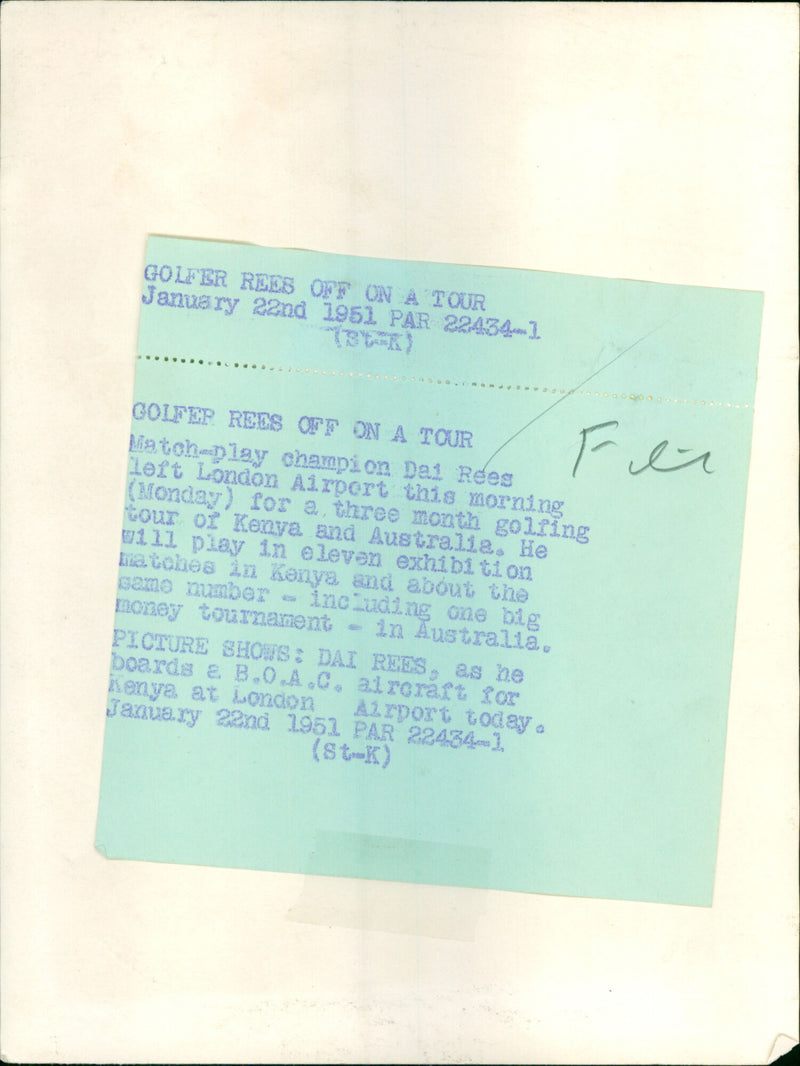 GOLFER REES OFF ON A TOUR
January 22nd 1951 PAR 22434-1
(St-K)
GOLFER REES OFF ON A TOUR
Match-play champion Dai Rees
left London Airport this morning
(Monday) for a three month golfing
tour of Kenya and Australia. He
will play in eleven exhibition
matches in Kenya and about the
same number - including one big
money tournament - in Australia.
PICTURE SHOWS: DAI REES, as he
boards a B.O.A.C. aircraft for
Kenya at London Airport today.
January 22nd 1951 PAR 22434-1
(St-K)